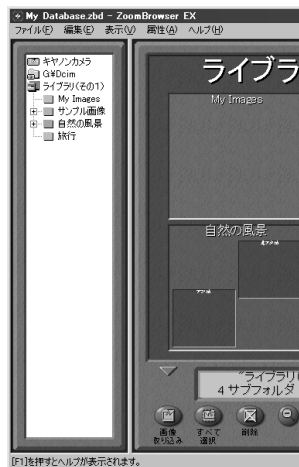 My Database.zbd - ZoomBrowser EX
ファイル(F) 編集(E) 表示(V) 属性(A) ヘルプ(H)
キヤノンカメラ
G:¥Dcim
ライブラリ(その1)
My Images
サンプル画像
自然の風景
旅行
ライブラ
My Images
自然の風景
"ライブラリ(
4 サブフォルダ
画像
取り込み
すべて
選択
削除
[F1]を押すとヘルプが表示されます。